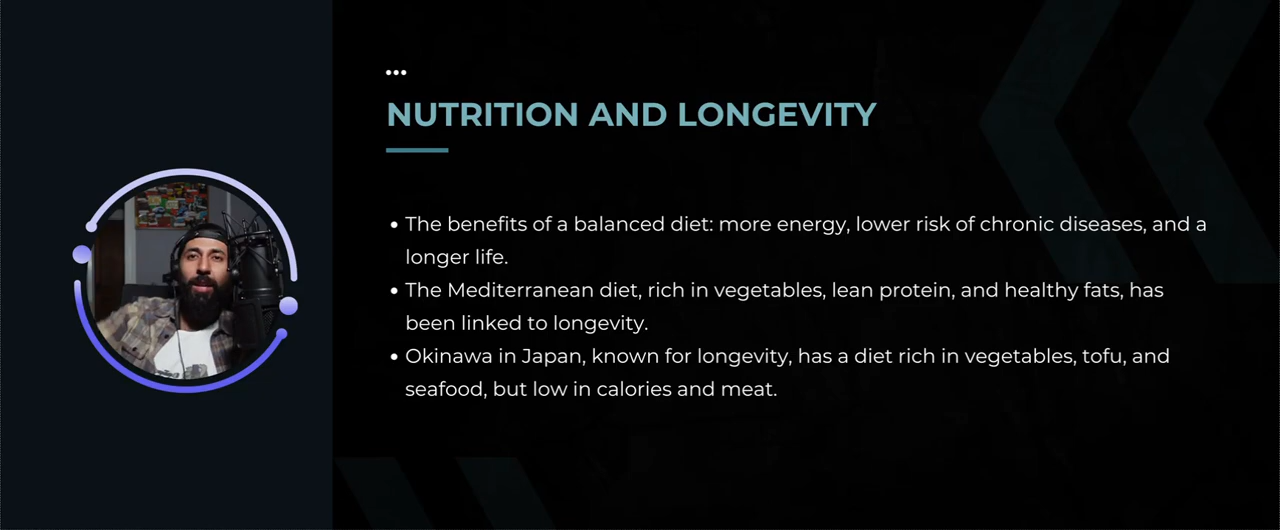 NUTRITION AND LONGEVITY
• The benefits of a balanced diet: more energy, lower risk of chronic diseases, and a
longer life.
• The Mediterranean diet, rich in vegetables, lean protein, and healthy fats, has
been linked to longevity.
• Okinawa in Japan, known for longevity, has a diet rich in vegetables, tofu, and
seafood, but low in calories and meat.